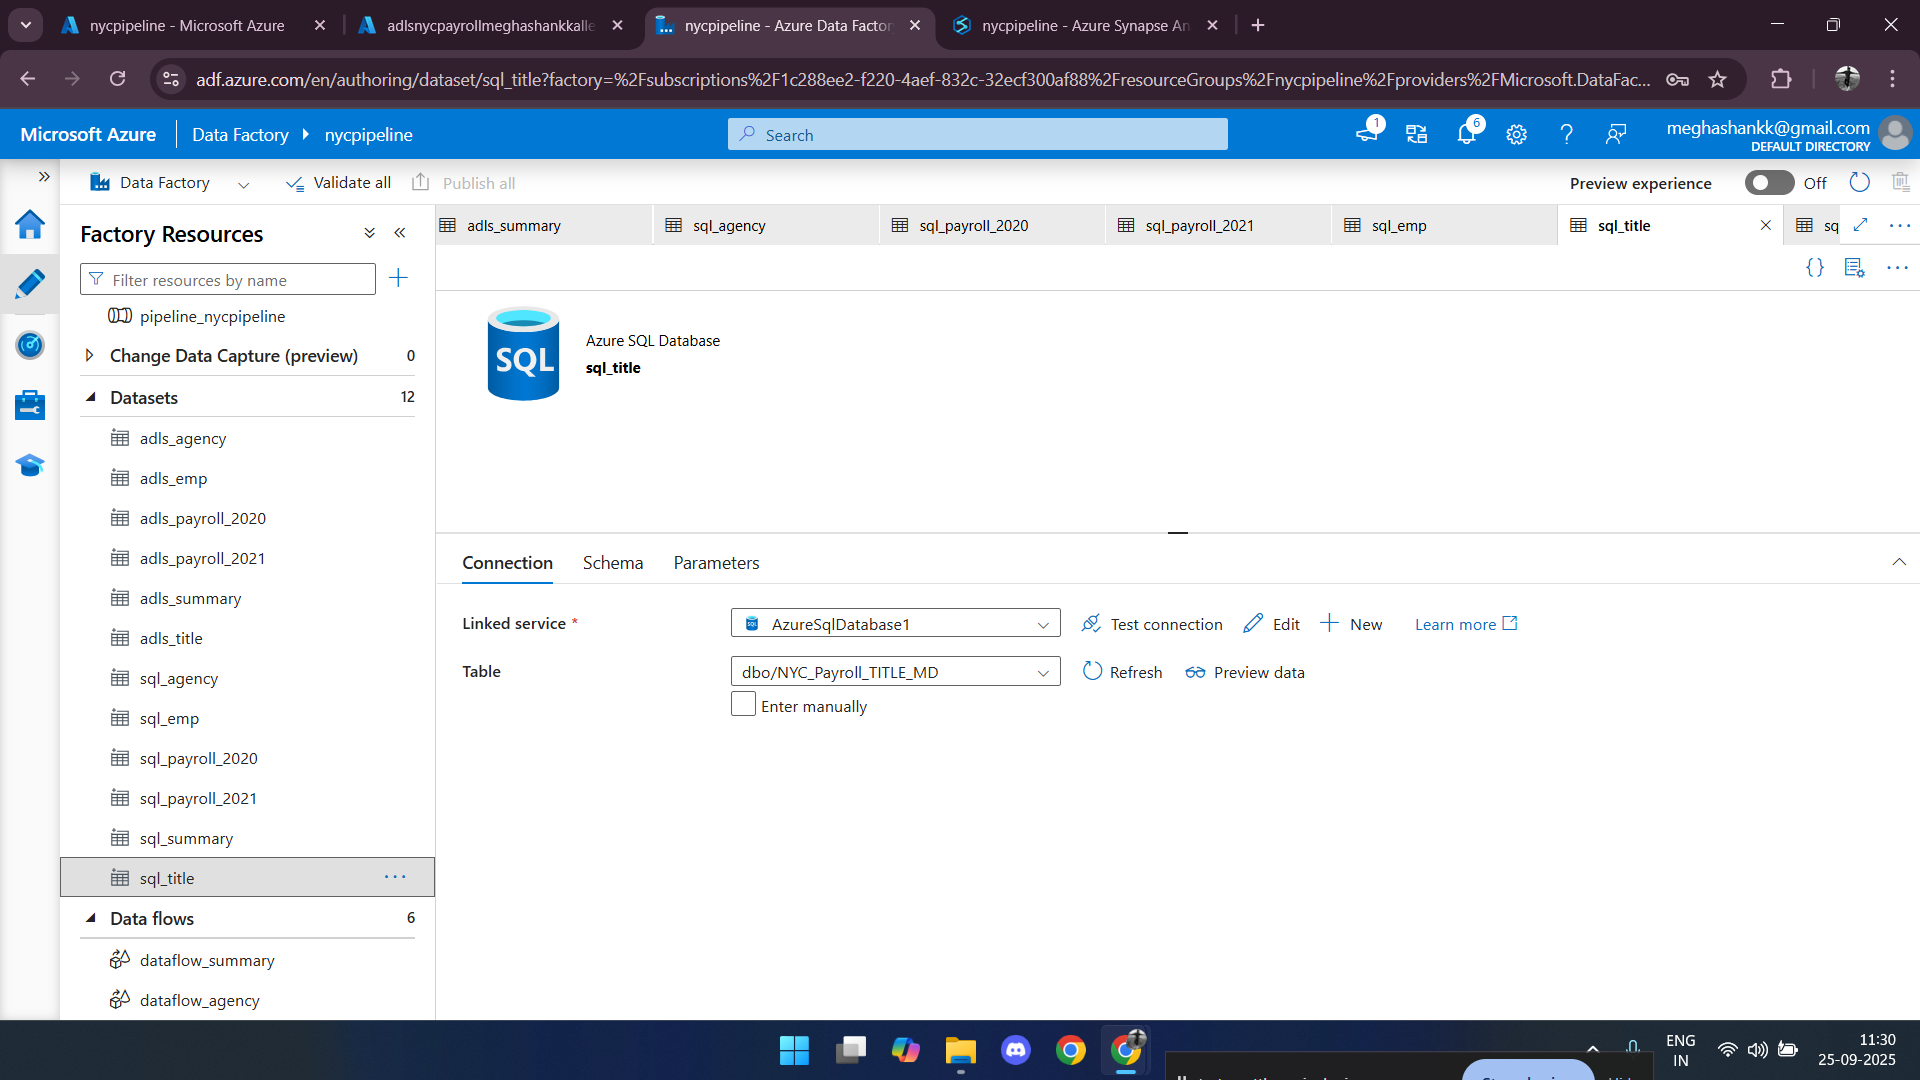 nycpipeline - Microsoft Azure
adlsnycpayrollmeghashankkalle
nycpipeline - Azure Data Factor
nycpipeline - Azure Synapse An
adf.azure.com/en/authoring/dataset/sql_title?factory=%2Fsubscriptions%2F1c288ee2-f220-4aef-832c-32ecf300af88%2FresourceGroups%2Fnycpipeline%2Fproviders%2FMicrosoft.DataFac...
Microsoft Azure
Data Factory
nycpipeline
Search
1
6
meghashankk@gmail.com
DEFAULT DIRECTORY
Data Factory
Validate all
Publish all
Preview experience
Off
Factory Resources
Filter resources by name
pipeline_nycpipeline
Change Data Capture (preview) 0
Datasets 12
adls_agency
adls_emp
adls_payroll_2020
adls_payroll_2021
adls_summary
adls_title
sql_agency
sql_emp
sql_payroll_2020
sql_payroll_2021
sql_summary
sql_title
Data flows 6
dataflow_summary
dataflow_agency
adls_summary
sql_agency
sql_payroll_2020
sql_payroll_2021
sql_emp
sql_title
sq
SQL
Azure SQL Database
sql_title
Connection
Schema
Parameters
Linked service *
AzureSqlDatabase1
Test connection
Edit
New
Learn more
Table
dbo/NYC_Payroll_TITLE_MD
Refresh
Preview data
Enter manually
ENG
IN
11:30
25-09-2025